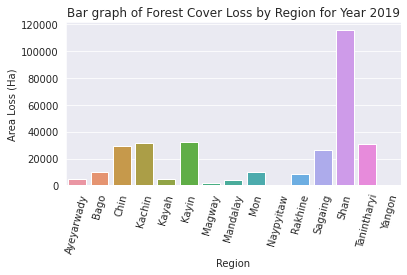 Bar graph of Forest Cover Loss by Region for Year 2019
120000
100000
80000
60000
40000
20000
0
Area Loss (Ha)
Ayeyarwady
Bago
Chin
Kachin
Kayah
Kayin
Magway
Mandalay
Mon
Naypyitaw
Rakhine
Sagaing
Shan
Tanintharyi
Yangon
Region